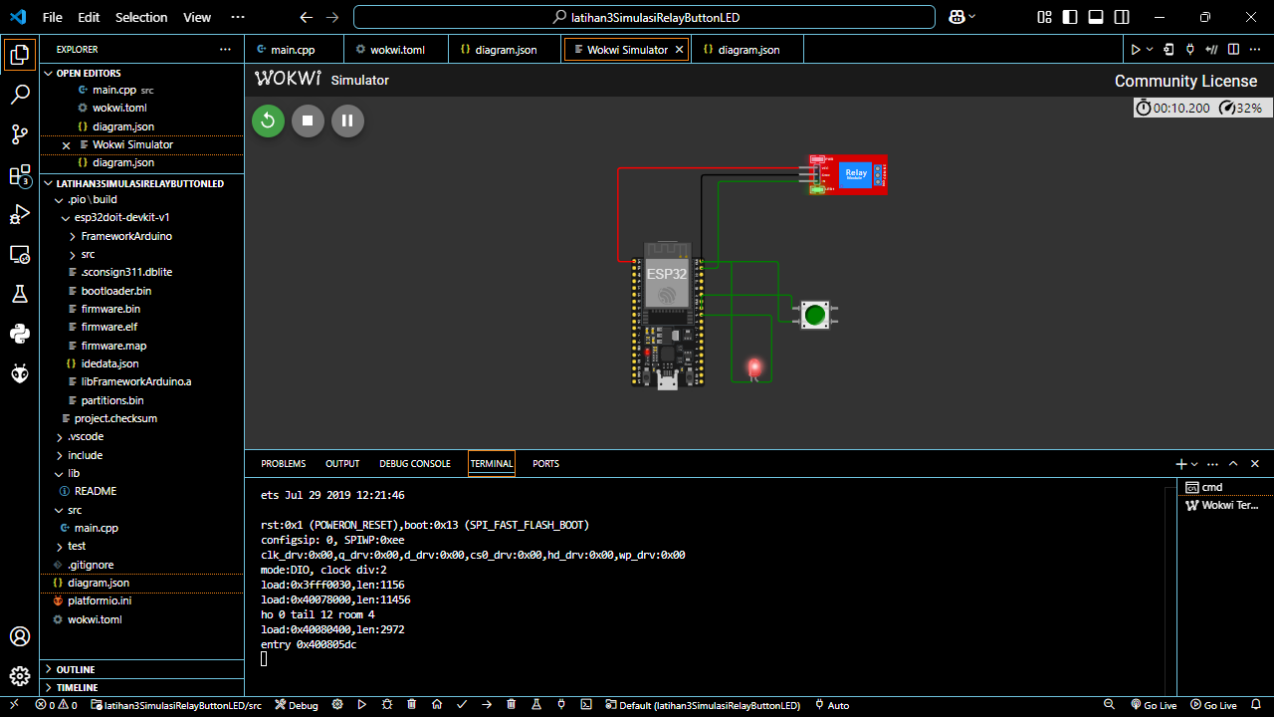 File Edit Selection View ··· latihan3SimulasiRelayButtonLED
EXPLORER ···
OPEN EDITORS
main.cpp src
wokwi.toml
diagram.json
Wokwi Simulator
diagram.json
3
LATIHAN3SIMULASIRELAYBUTTONLED
.pio\build
esp32doit-devkit-v1
FrameworkArduino
src
.sconsign311.dblite
bootloader.bin
firmware.bin
firmware.elf
firmware.map
idedata.json
libFrameworkArduino.a
partitions.bin
project.checksum
.vscode
include
lib
README
src
main.cpp
test
.gitignore
diagram.json
platformio.ini
wokwi.toml
OUTLINE
TIMELINE
main.cpp wokwi.toml diagram.json Wokwi Simulator diagram.json
WOKWi Simulator
Community License
00:10.200 32%
Relay
Module
ESP32
PROBLEMS OUTPUT DEBUG CONSOLE TERMINAL PORTS
ets Jul 29 2019 12:21:46
rst:0x1 (POWERON_RESET),boot:0x13 (SPI_FAST_FLASH_BOOT)
configsip: 0, SPIWP:0xee
clk_drv:0x00,q_drv:0x00,d_drv:0x00,cs0_drv:0x00,hd_drv:0x00,wp_drv:0x00
mode:DIO, clock div:2
load:0x3fff0030,len:1156
load:0x40078000,len:11456
ho 0 tail 12 room 4
load:0x40080400,len:2972
entry 0x400805dc
cmd
Wokwi Ter...
0 0 latihan3SimulasiRelayButtonLED/src Debug Default (latihan3SimulasiRelayButtonLED) Auto Go Live Go Live